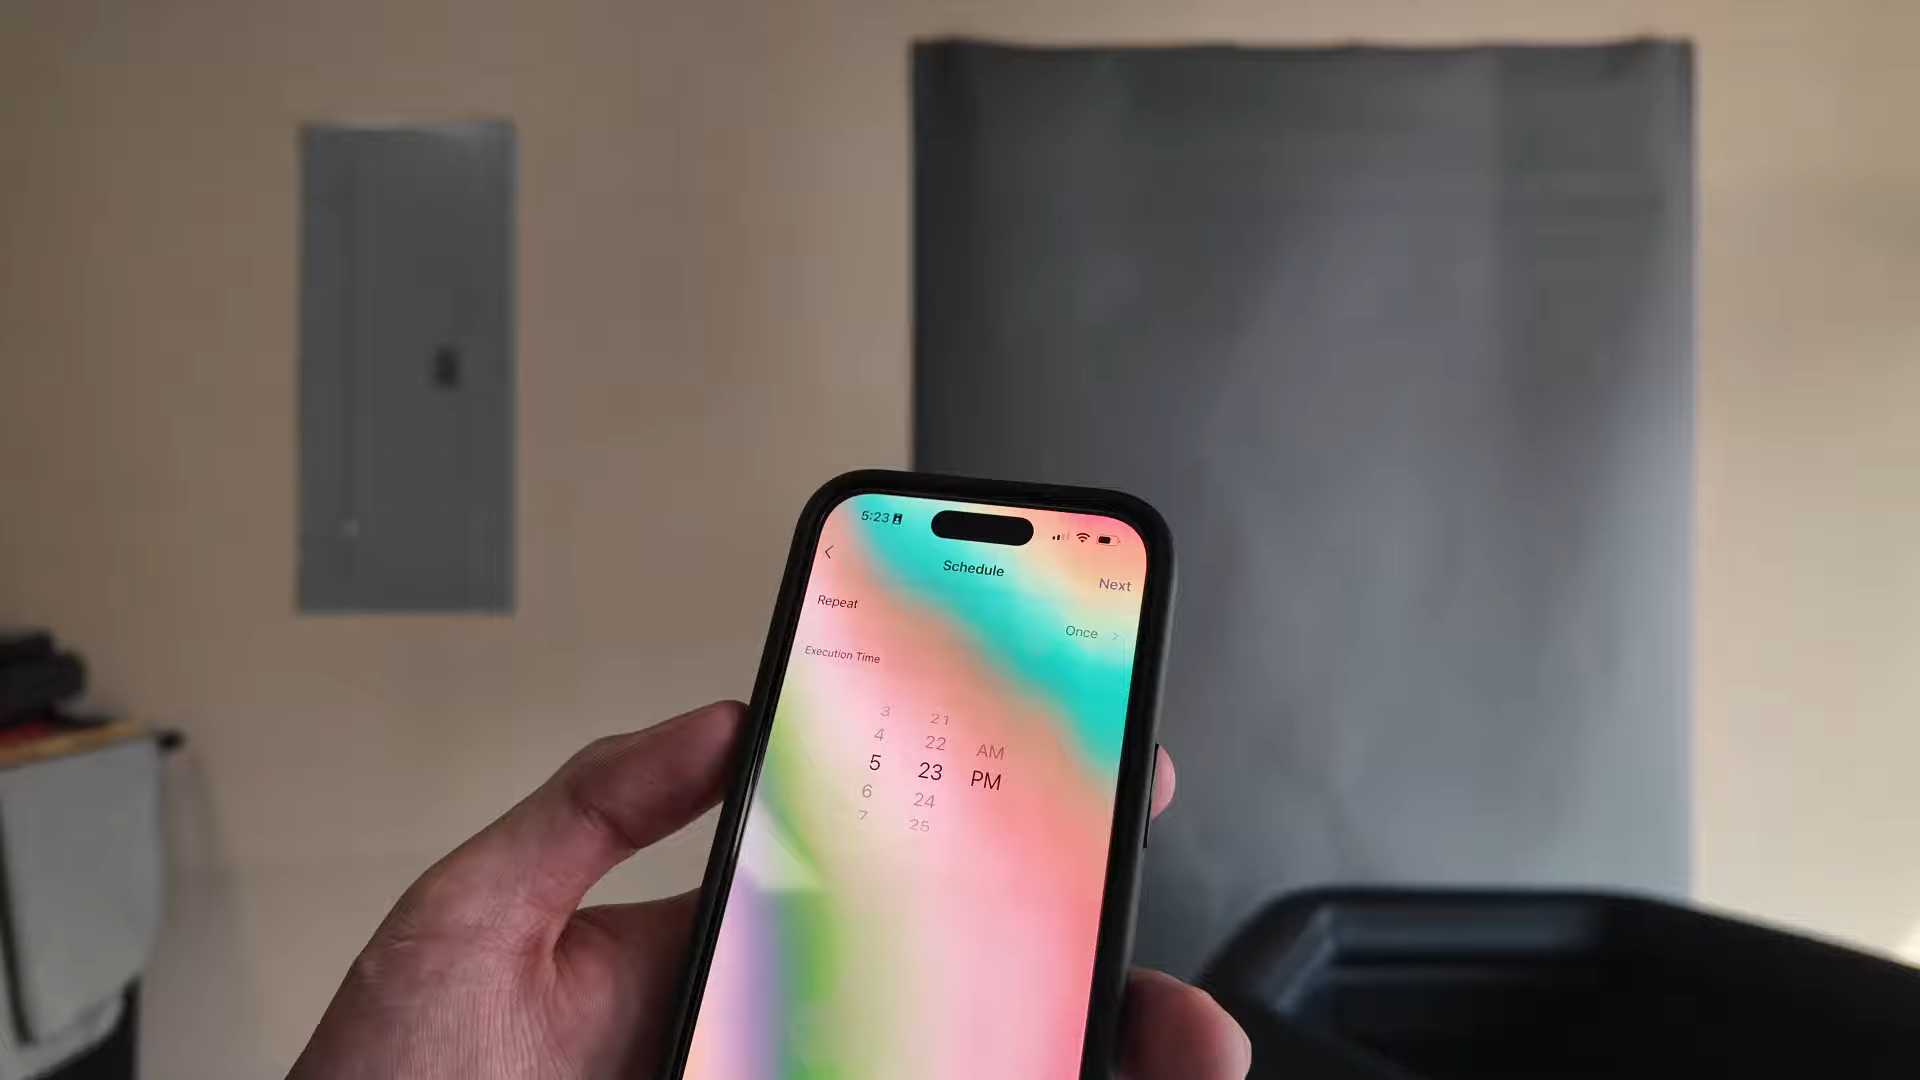 5:23
Schedule
Next
Repeat
Once
Execution Time
3 21
4 22 AM
5 23 PM
6 24
7 25